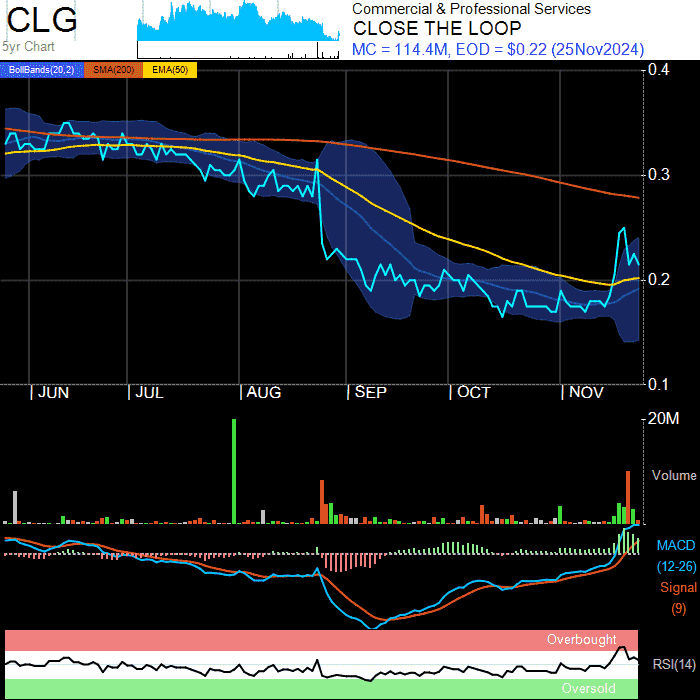 CLG
5yr Chart
Commercial & Professional Services
CLOSE THE LOOP
MC = 114.4M, EOD = $0.22 (25Nov2024)
BollBands(20,2) SMA(200) EMA(50)
0.4
0.3
0.2
0.1
JUN JUL AUG SEP OCT NOV
20M
Volume
MACD
(12-26)
Signal
(9)
Overbought
RSI(14)
Oversold